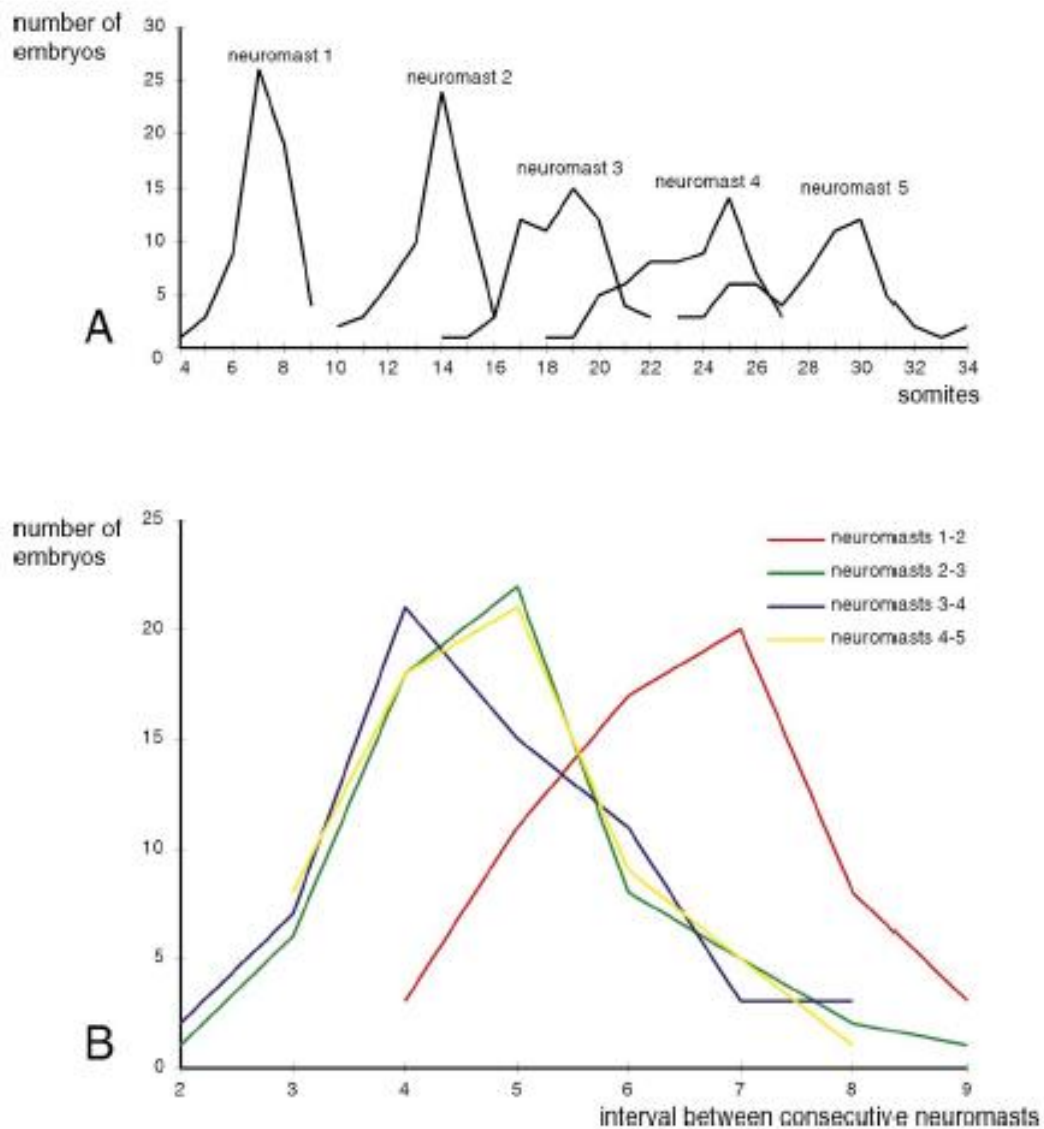 number of
embryos
30
25
20
15
10
5
0
neuromast 1
neuromast 2
neuromast 3
neuromast 4
neuromast 5
A
4 6 8 10 12 14 16 18 20 22 24 26 28 30 32 34
somites
number of
embryos
25
20
15
10
5
0
neuromasts 1-2
neuromasts 2-3
neuromasts 3-4
neuromasts 4-5
B
2 3 4 5 6 7 8 9
interval between consecutive neuromasts